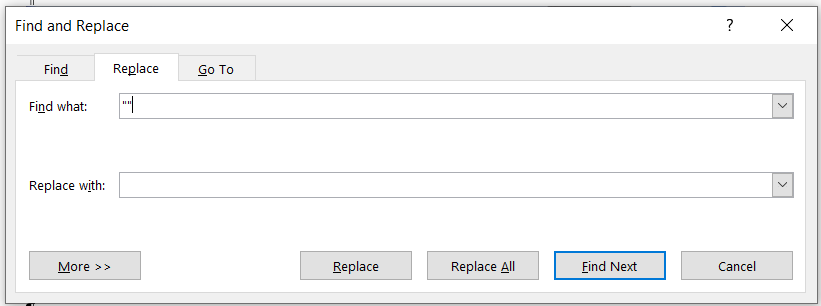 Find and Replace ? ×
Find Replace Go To
Find what: ""
Replace with:
More >> Replace Replace All Find Next Cancel